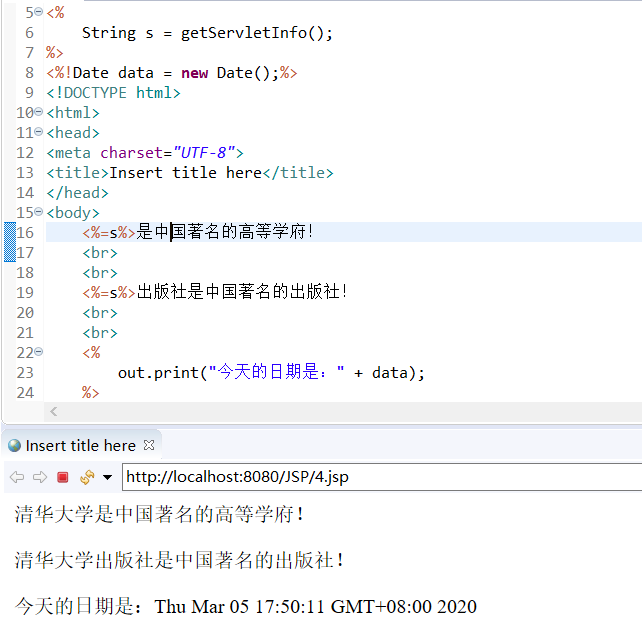 5 <%
6 String s = getServletInfo();
7 %>
8 <%!Date data = new Date();%>
9 <!DOCTYPE html>
10 <html>
11 <head>
12 <meta charset="UTF-8">
13 <title>Insert title here</title>
14 </head>
15 <body>
16 <%=s%>是中国著名的高等学府！
17 <br>
18 <br>
19 <%=s%>出版社是中国著名的出版社！
20 <br>
21 <br>
22 <%
23 out.print("今天的日期是：" + data);
24 %>
Insert title here
http://localhost:8080/JSP/4.jsp
清华大学是中国著名的高等学府！
清华大学出版社是中国著名的出版社！
今天的日期是：Thu Mar 05 17:50:11 GMT+08:00 2020